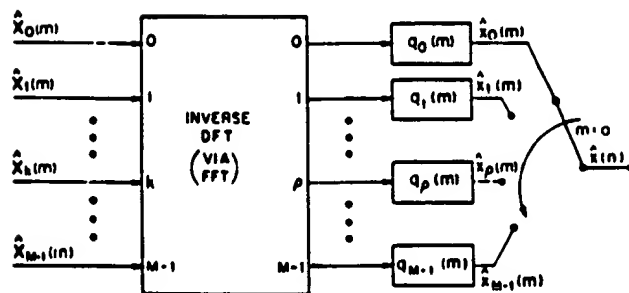 X̂₀(m) 0 0 q₀(m) x̂₀(m)
X̂₁(m) 1 1 q₁(m) x̂₁(m)
INVERSE
DFT
(VIA
FFT)
m=0
x̂(n)
X̂ₖ(m) k ρ qρ(m) x̂ρ(m)
X̂M-1(m) M-1 M-1 qM-1(m) x̂M-1(m)